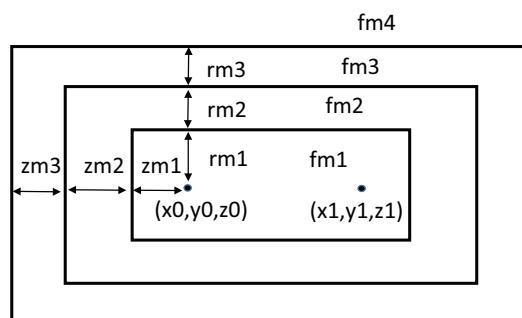 fm4
rm3 fm3
rm2 fm2
zm3 zm2 zm1 rm1 fm1
(x0,y0,z0) (x1,y1,z1)